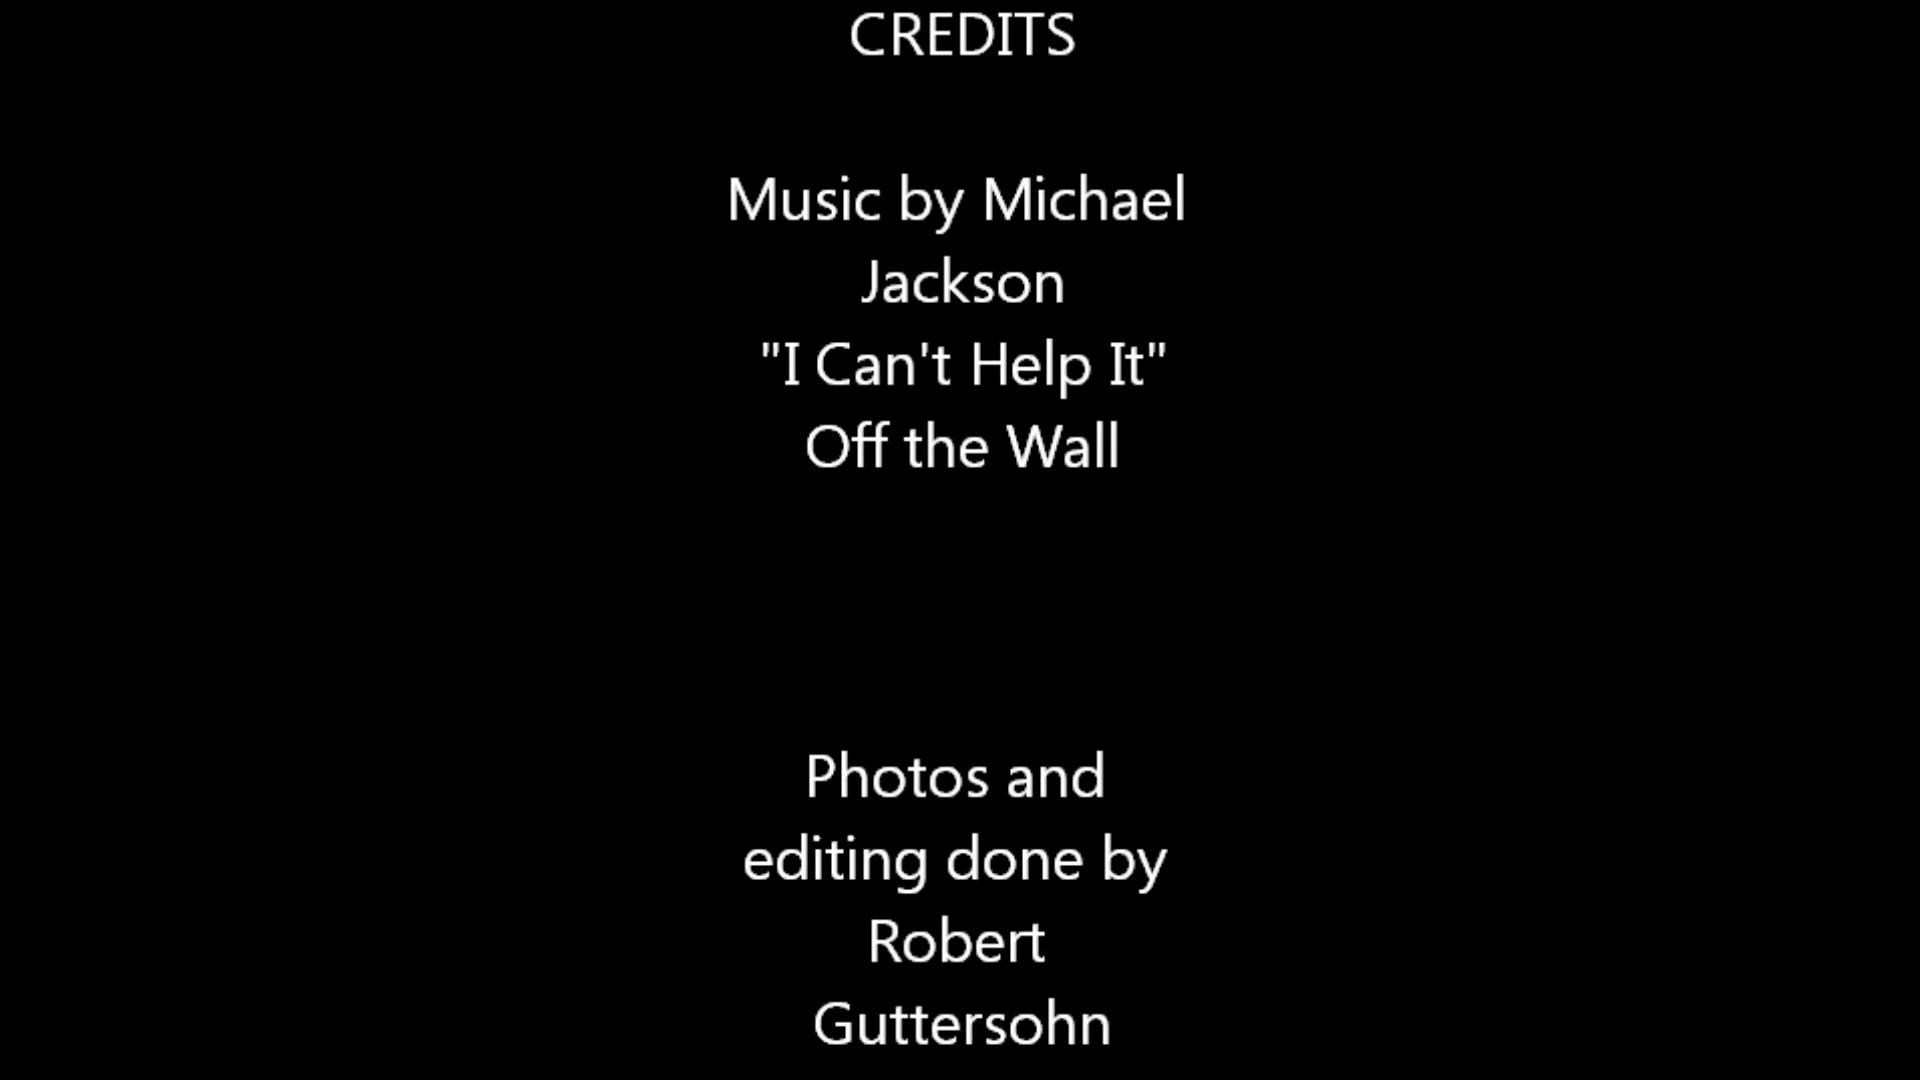 CREDITS
Music by Michael
Jackson
"I Can't Help It"
Off the Wall
Photos and
editing done by
Robert
Guttersohn